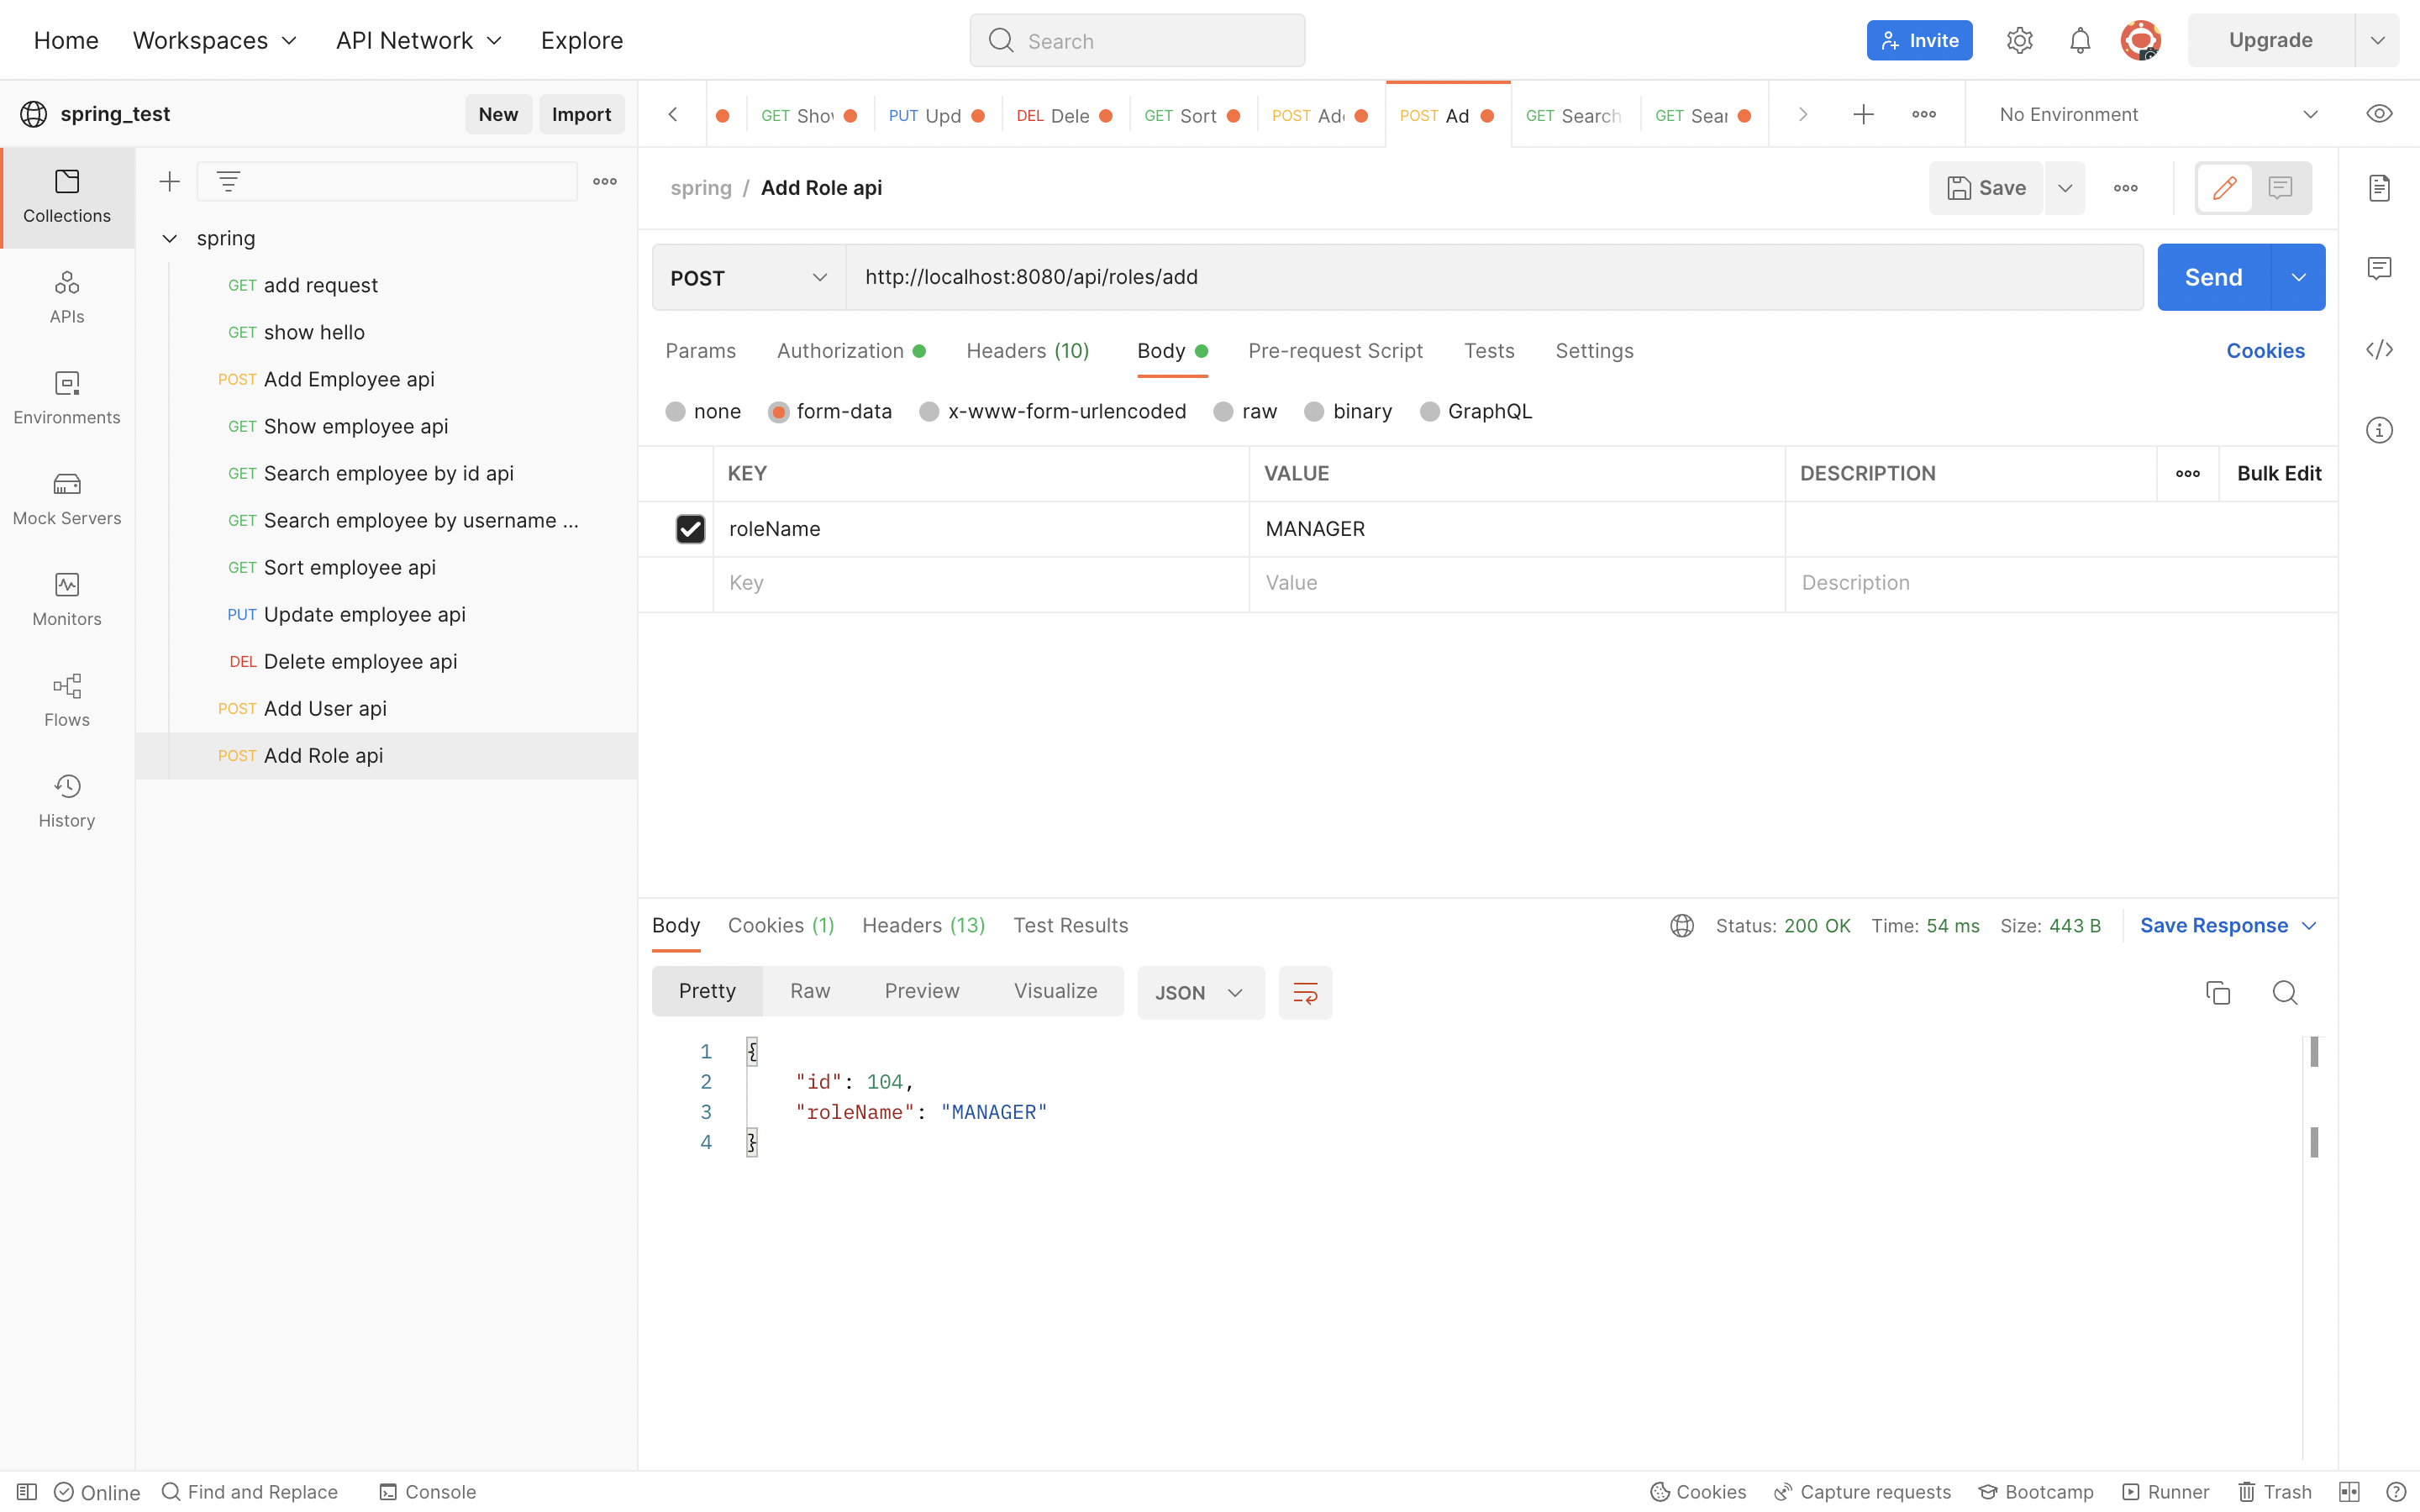 Home Workspaces API Network Explore Search Invite Upgrade
spring_test New Import GET Shov PUT Upd DEL Dele GET Sort POST Ad POST Ad GET Search GET Sear No Environment
Collections
APIs
Environments
Mock Servers
Monitors
Flows
History
spring
GET add request
GET show hello
POST Add Employee api
GET Show employee api
GET Search employee by id api
GET Search employee by username ...
GET Sort employee api
PUT Update employee api
DEL Delete employee api
POST Add User api
POST Add Role api
spring / Add Role api Save
POST http://localhost:8080/api/roles/add Send
Params Authorization Headers (10) Body Pre-request Script Tests Settings Cookies
none form-data x-www-form-urlencoded raw binary GraphQL
KEY VALUE DESCRIPTION Bulk Edit
roleName MANAGER
Key Value Description
Body Cookies (1) Headers (13) Test Results Status: 200 OK Time: 54 ms Size: 443 B Save Response
Pretty Raw Preview Visualize JSON
1 {
2 "id": 104,
3 "roleName": "MANAGER"
4 }
Online Find and Replace Console Cookies Capture requests Bootcamp Runner Trash